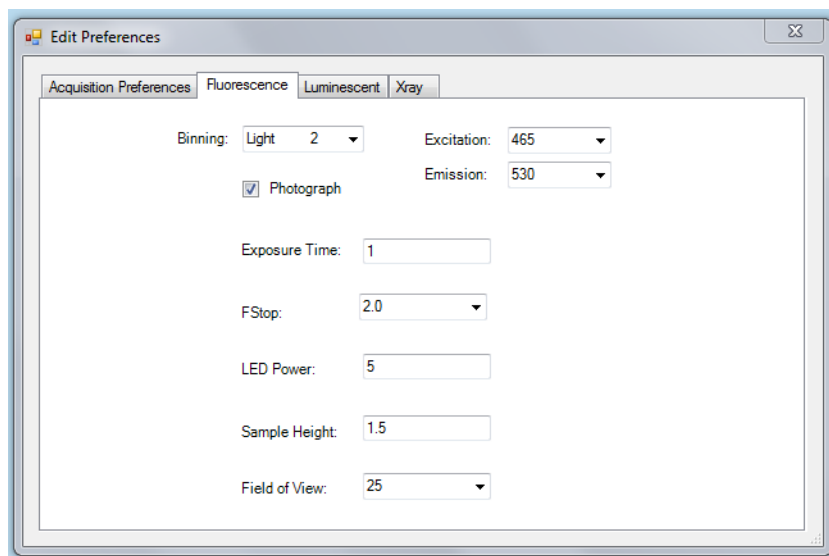 Edit Preferences
Acquisition Preferences Fluorescence Luminescent Xray
Binning: Light 2 Excitation: 465
Emission: 530
Photograph
Exposure Time: 1
FStop: 2.0
LED Power: 5
Sample Height: 1.5
Field of View: 25